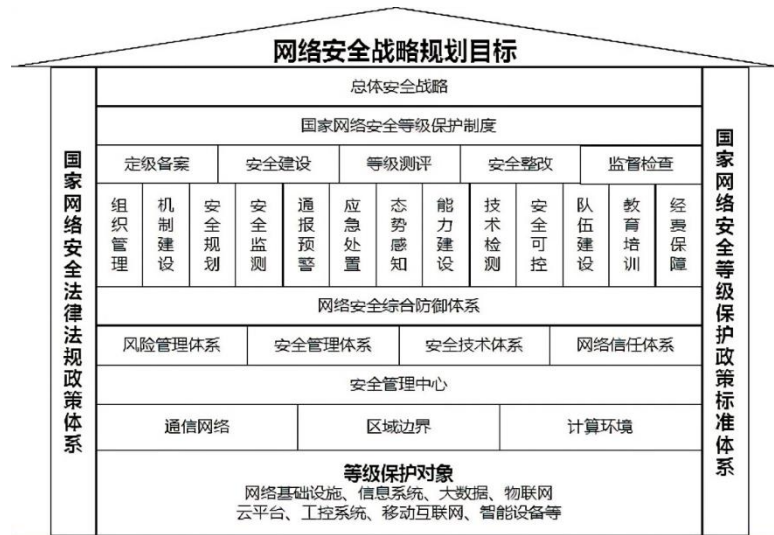 网络安全战略规划目标
总体安全战略
国家网络安全等级保护制度
定级备案
安全建设
等级测评
安全整改
监督检查
组织管理
机制建设
安全规划
安全监测
通报预警
应急处置
态势感知
能力建设
技术检测
安全可控
队伍建设
教育培训
经费保障
网络安全综合防御体系
风险管理体系
安全管理体系
安全技术体系
网络信任体系
安全管理中心
通信网络
区域边界
计算环境
等级保护对象
网络基础设施、信息系统、大数据、物联网
云平台、工控系统、移动互联网、智能设备等
国家网络安全法律法规政策体系
国家网络安全等级保护政策标准体系